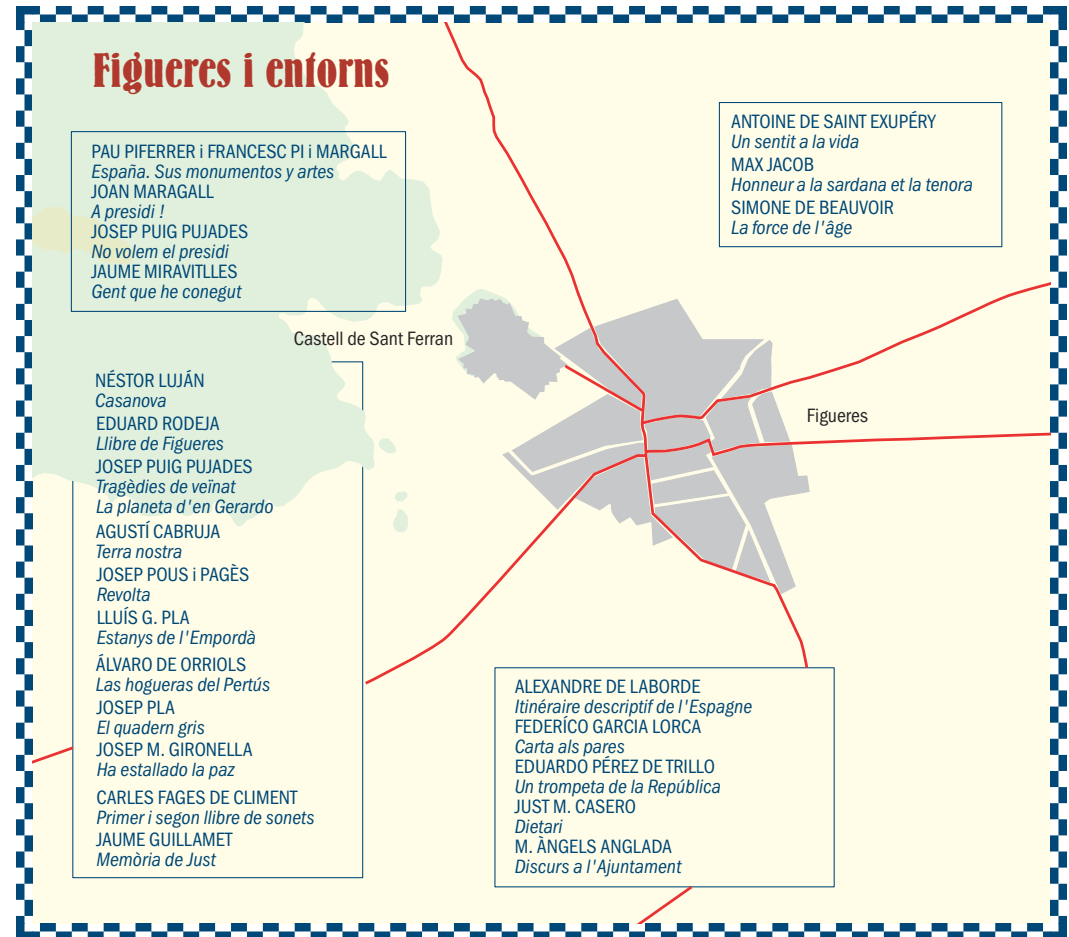 Figueres i entorns
PAU PIFERRER i FRANCESC PI i MARGALL
España. Sus monumentos y artes
JOAN MARAGALL
A presidi !
JOSEP PUIG PUJADES
No volem el presidi
JAUME MIRAVITLLES
Gent que he conegut
ANTOINE DE SAINT EXUPÉRY
Un sentit a la vida
MAX JACOB
Honneur a la sardana et la tenora
SIMONE DE BEAUVOIR
La force de l'âge
Castell de Sant Ferran
Figueres
NÉSTOR LUJÁN
Casanova
EDUARD RODEJA
Llibre de Figueres
JOSEP PUIG PUJADES
Tragèdies de veïnat
La planeta d'en Gerardo
AGUSTÍ CABRUJA
Terra nostra
JOSEP POUS i PAGÈS
Revolta
LLUÍS G. PLA
Estanys de l'Empordà
ÁLVARO DE ORRIOLS
Las hogueras del Pertús
JOSEP PLA
El quadern gris
JOSEP M. GIRONELLA
Ha estallado la paz
CARLES FAGES DE CLIMENT
Primer i segon llibre de sonets
JAUME GUILLAMET
Memòria de Just
ALEXANDRE DE LABORDE
Itinéraire descriptif de l'Espagne
FEDERÍCO GARCIA LORCA
Carta als pares
EDUARDO PÉREZ DE TRILLO
Un trompeta de la República
JUST M. CASERO
Dietari
M. ÀNGELS ANGLADA
Discurs a l'Ajuntament